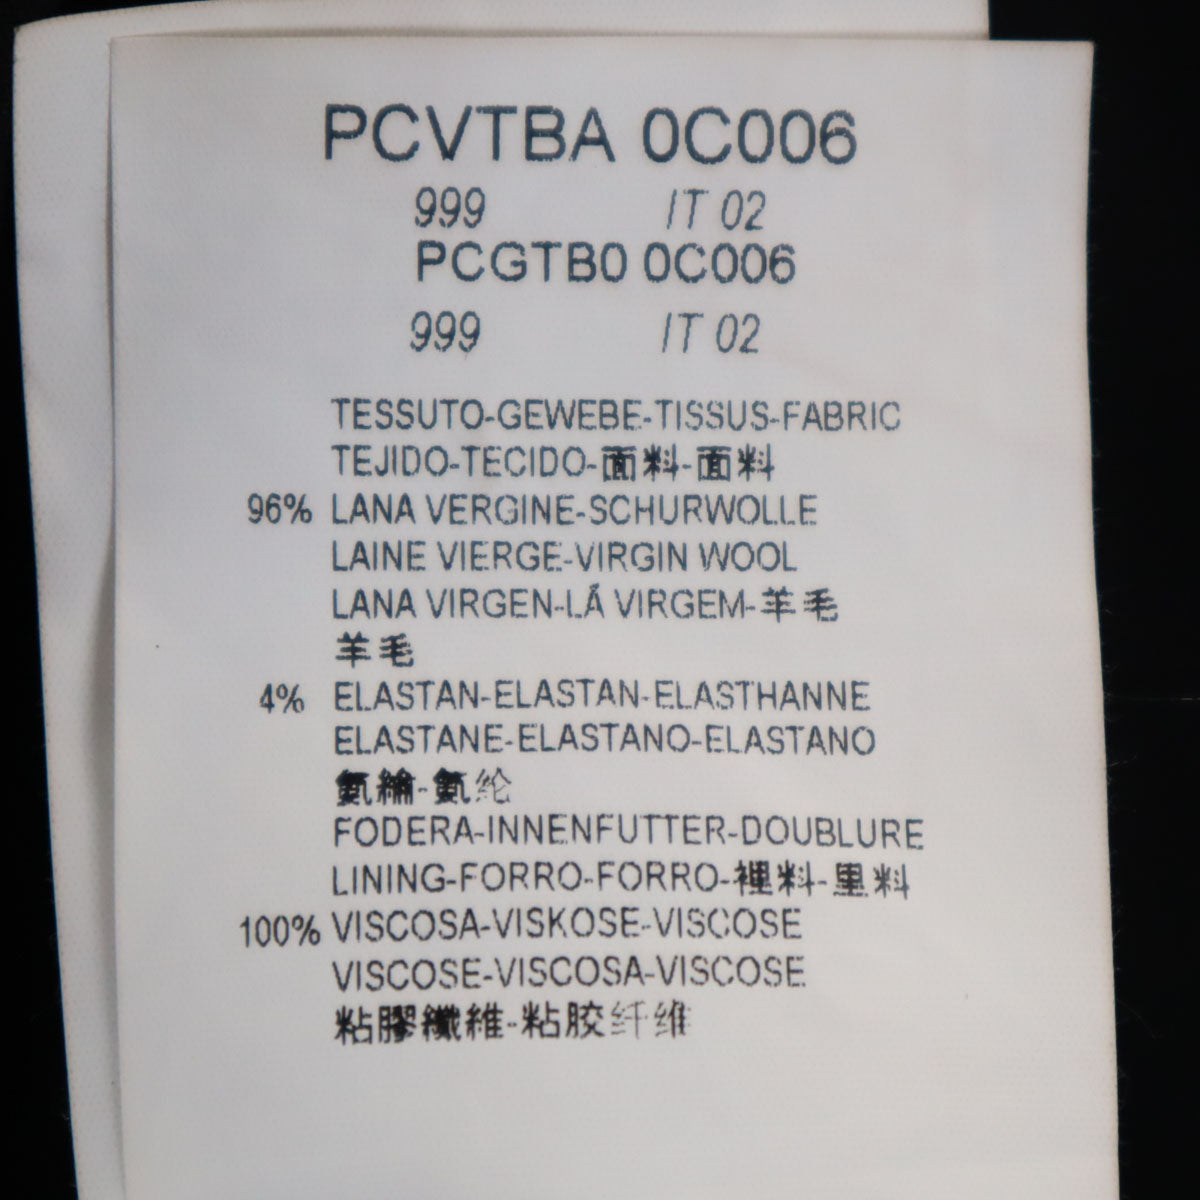 PCVTBA 0C006
999 IT 02
PCGTB0 0C006
999 IT 02
TESSUTO-GEWEBE-TISSUS-FABRIC
TEJIDO-TECIDO-面料-面料
96% LANA VERGINE-SCHURWOLLE
LAINE VIERGE-VIRGIN WOOL
LANA VIRGEN-LÃ VIRGEM-羊毛
羊毛
4% ELASTAN-ELASTAN-ELASTHANNE
ELASTANE-ELASTANO-ELASTANO
氨綸-氨纶
FODERA-INNENFUTTER-DOUBLURE
LINING-FORRO-FORRO-裡料-里料
100% VISCOSA-VISKOSE-VISCOSE
VISCOSE-VISCOSA-VISCOSE
粘膠纖維-粘胶纤维